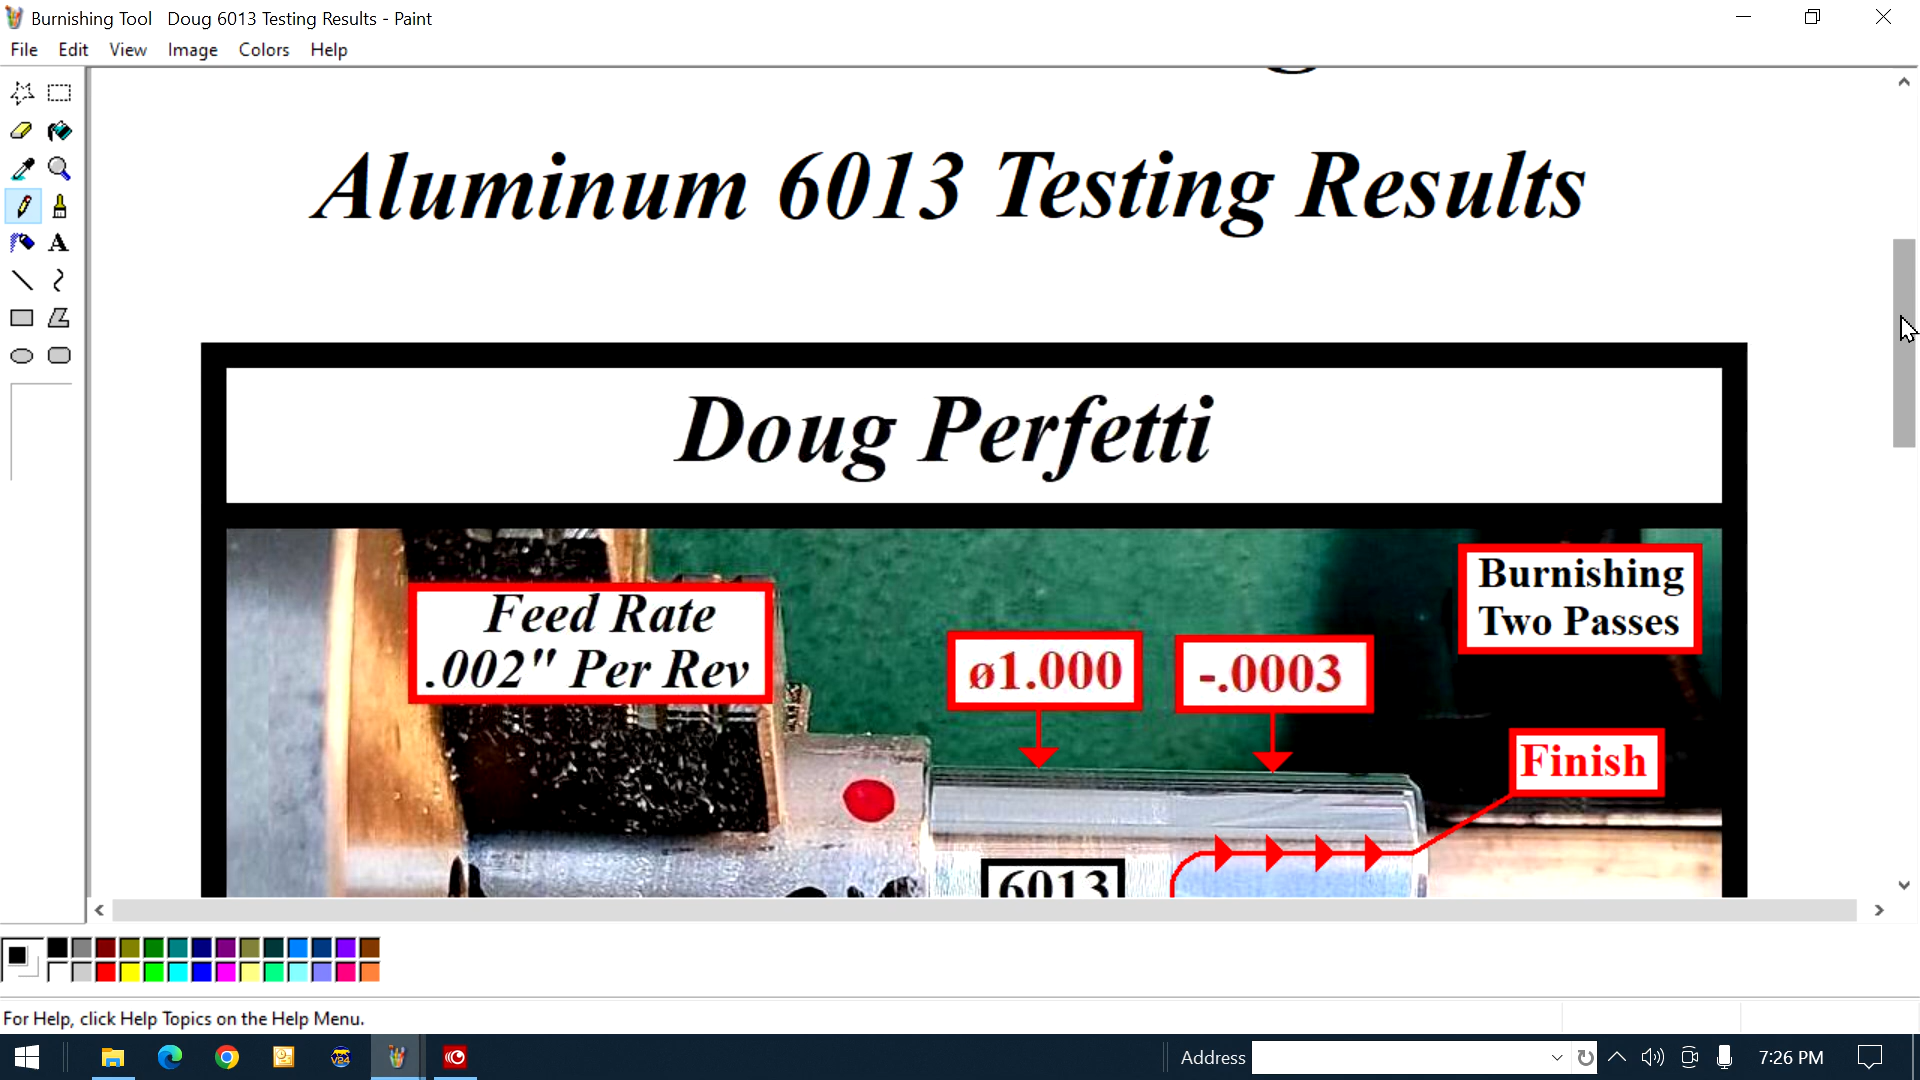 Burnishing Tool   Doug 6013 Testing Results - Paint
File Edit View Image Colors Help
Aluminum 6013 Testing Results
Doug Perfetti
Feed Rate
.002" Per Rev
ø1.000
-.0003
Burnishing
Two Passes
Finish
6013
For Help, click Help Topics on the Help Menu.
V24
Address
7:26 PM